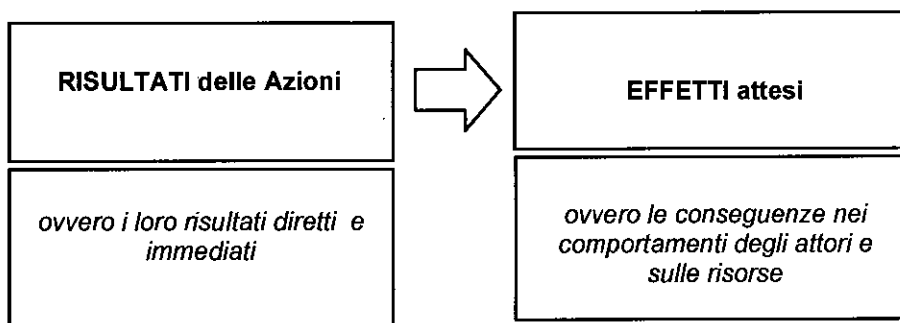 RISULTATI delle Azioni
ovvero i loro risultati diretti e
immediati
EFFETTI attesi
ovvero le conseguenze nei
comportamenti degli attori e
sulle risorse